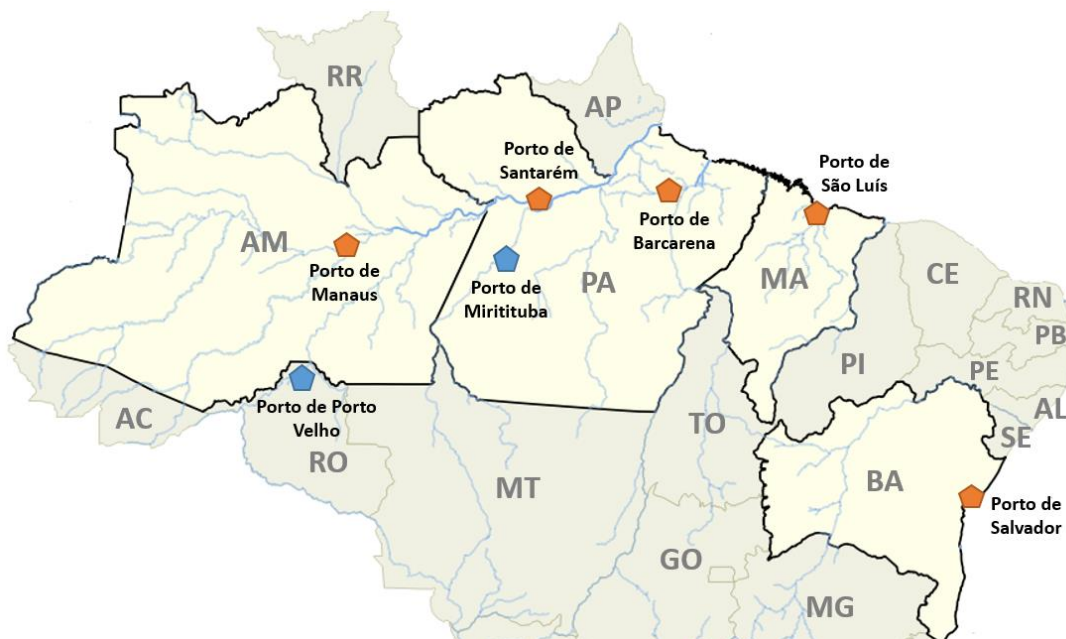 RR
AP
Porto de
Santarém
Porto de
São Luís
AM
Porto de
Manaus
Porto de
Barcarena
Porto de
Miritituba
PA
MA
CE
RN
PB
PI
PE
AL
SE
Porto de Porto
Velho
AC
RO
MT
TO
BA
Porto de
Salvador
GO
MG